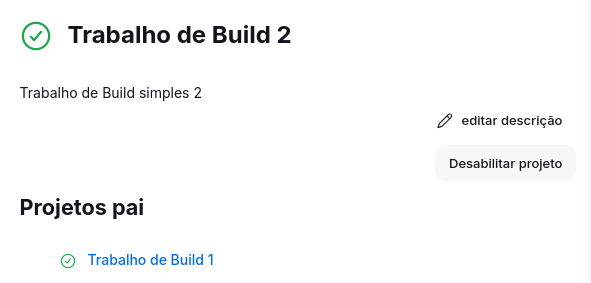 Trabalho de Build 2
Trabalho de Build simples 2
editar descrição
Desabilitar projeto
Projetos pai
Trabalho de Build 1